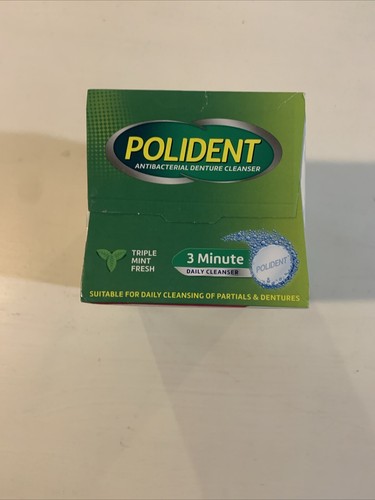 POLIDENT
ANTIBACTERIAL DENTURE CLEANSER
TRIPLE
MINT
FRESH
3 Minute
DAILY CLEANSER
POLIDENT
SUITABLE FOR DAILY CLEANSING OF PARTIALS & DENTURES